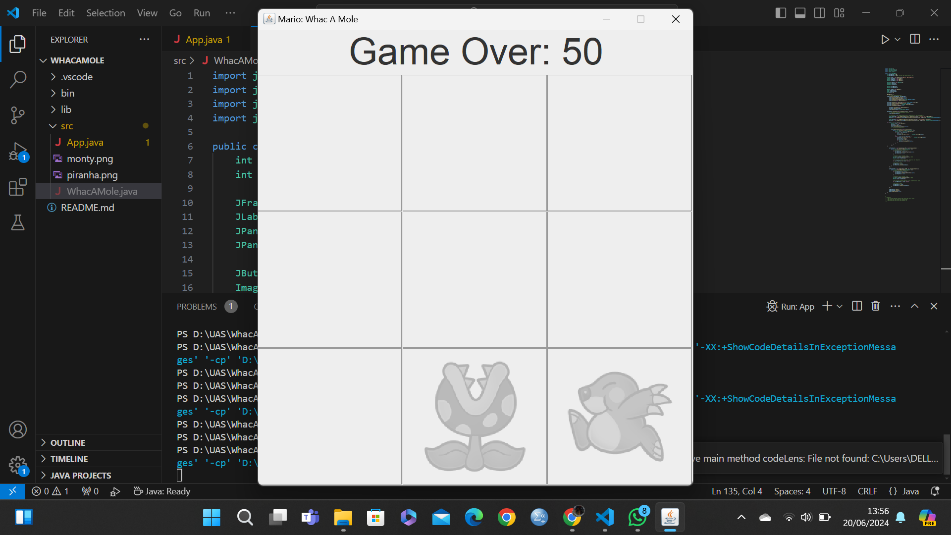 File Edit Selection View Go Run ···
Mario: Whac A Mole
Game Over: 50
EXPLORER ···
WHACAMOLE
.vscode
bin
lib
src
App.java 1
monty.png
piranha.png
WhacAMole.java
README.md
OUTLINE
TIMELINE
JAVA PROJECTS
App.java 1
src > WhacAMo
1 import j
2 import j
3 import j
4 import j
5
6 public c
7 int
8 int
9
10 JFra
11 JLab
12 JPan
13 JPan
14
15 JBut
16 Imag
PROBLEMS 1
Run: App
PS D:\UAS\WhacA
PS D:\UAS\WhacA '-XX:+ShowCodeDetailsInExceptionMessa
ges' '-cp' 'D:\
PS D:\UAS\WhacA
PS D:\UAS\WhacA
PS D:\UAS\WhacA '-XX:+ShowCodeDetailsInExceptionMessa
ges' '-cp' 'D:\
PS D:\UAS\WhacA
PS D:\UAS\WhacA
PS D:\UAS\WhacA
ges' '-cp' 'D:\
ve main method codeLens: File not found: C:\Users\DELL...
0 1 0 Java: Ready Ln 135, Col 4 Spaces: 4 UTF-8 CRLF {} Java
13:56
20/06/2024